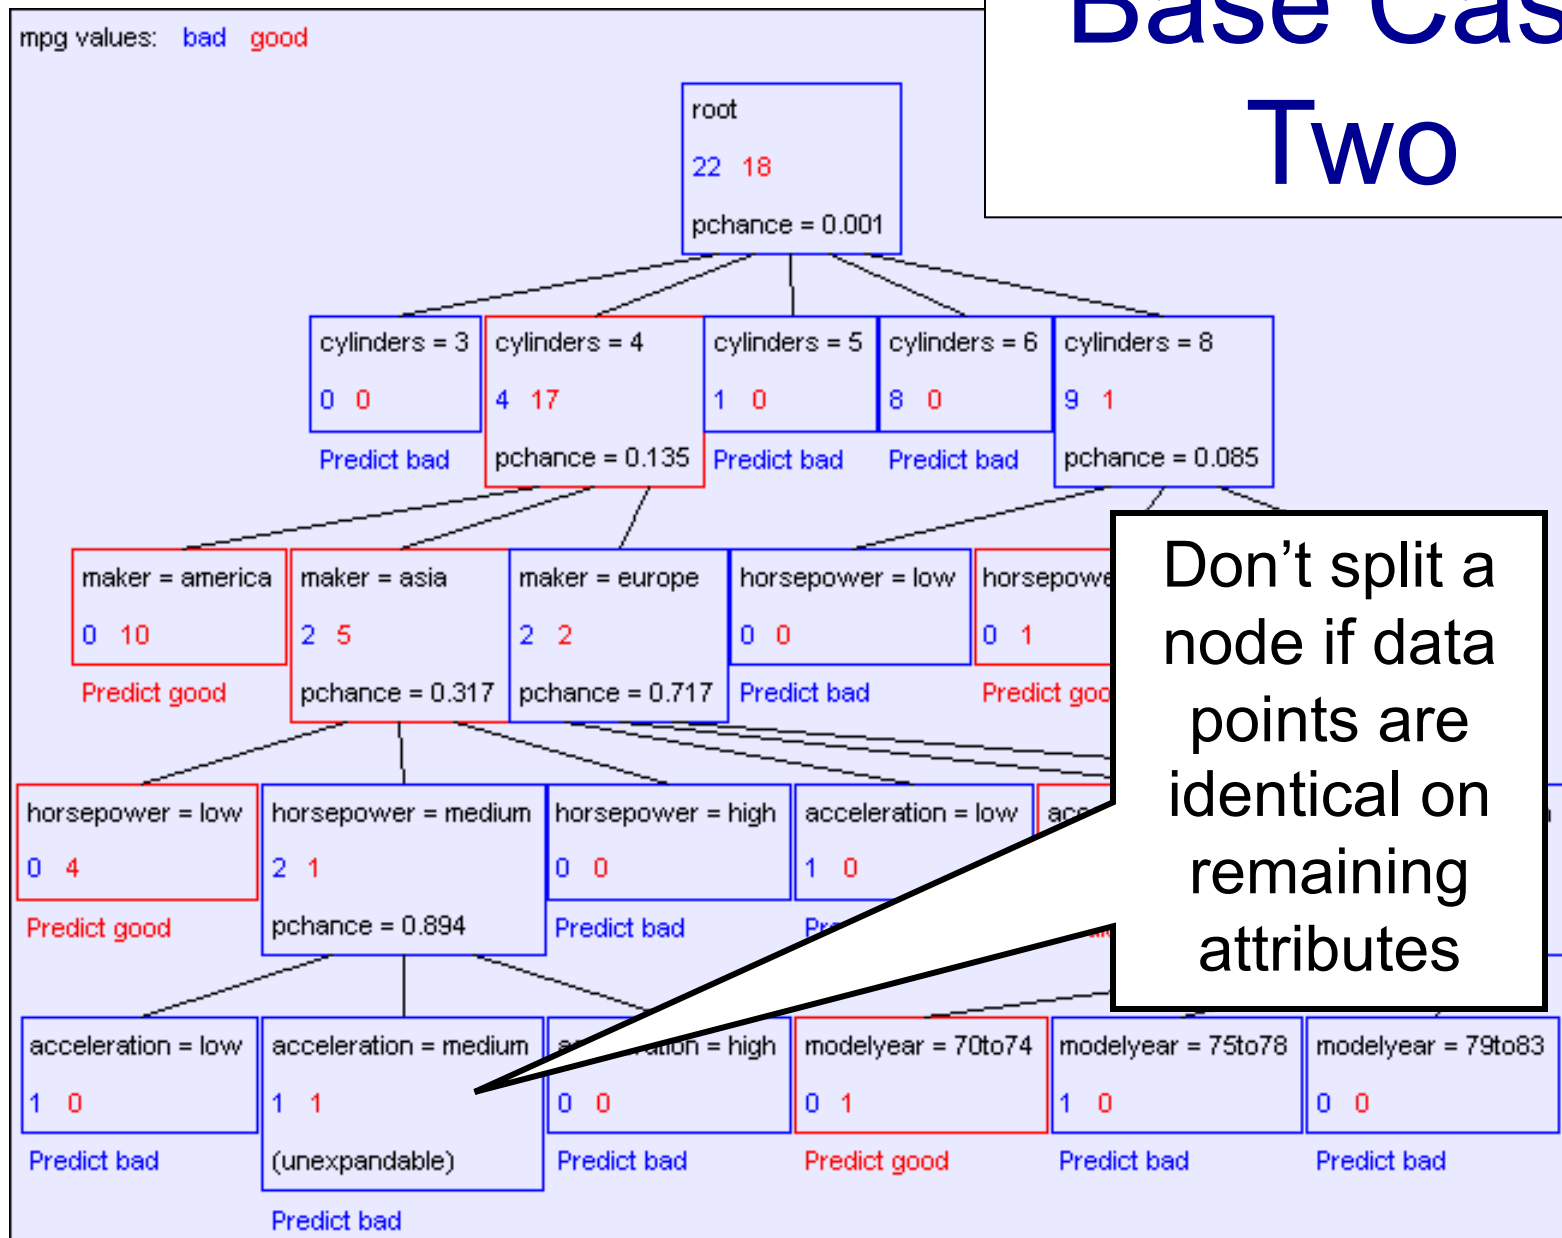 Base Cas
Two
mpg values: bad good
root
22 18
pchance = 0.001
cylinders = 3 cylinders = 4 cylinders = 5 cylinders = 6 cylinders = 8
0 0 4 17 1 0 8 0 9 1
Predict bad pchance = 0.135 Predict bad Predict bad pchance = 0.085
maker = america maker = asia maker = europe horsepower = low horsepowe
0 10 2 5 2 2 0 0 0 1
Predict good pchance = 0.317 pchance = 0.717 Predict bad Predict goo
Don't split a
node if data
points are
identical on
remaining
attributes
horsepower = low horsepower = medium horsepower = high acceleration = low acc
0 4 2 1 0 0 1 0
Predict good pchance = 0.894 Predict bad Pre
acceleration = low acceleration = medium acceleration = high modelyear = 70to74 modelyear = 75to78 modelyear = 79to83
1 0 1 1 0 0 0 1 1 0 0 0
Predict bad (unexpandable) Predict bad Predict good Predict bad Predict bad
Predict bad